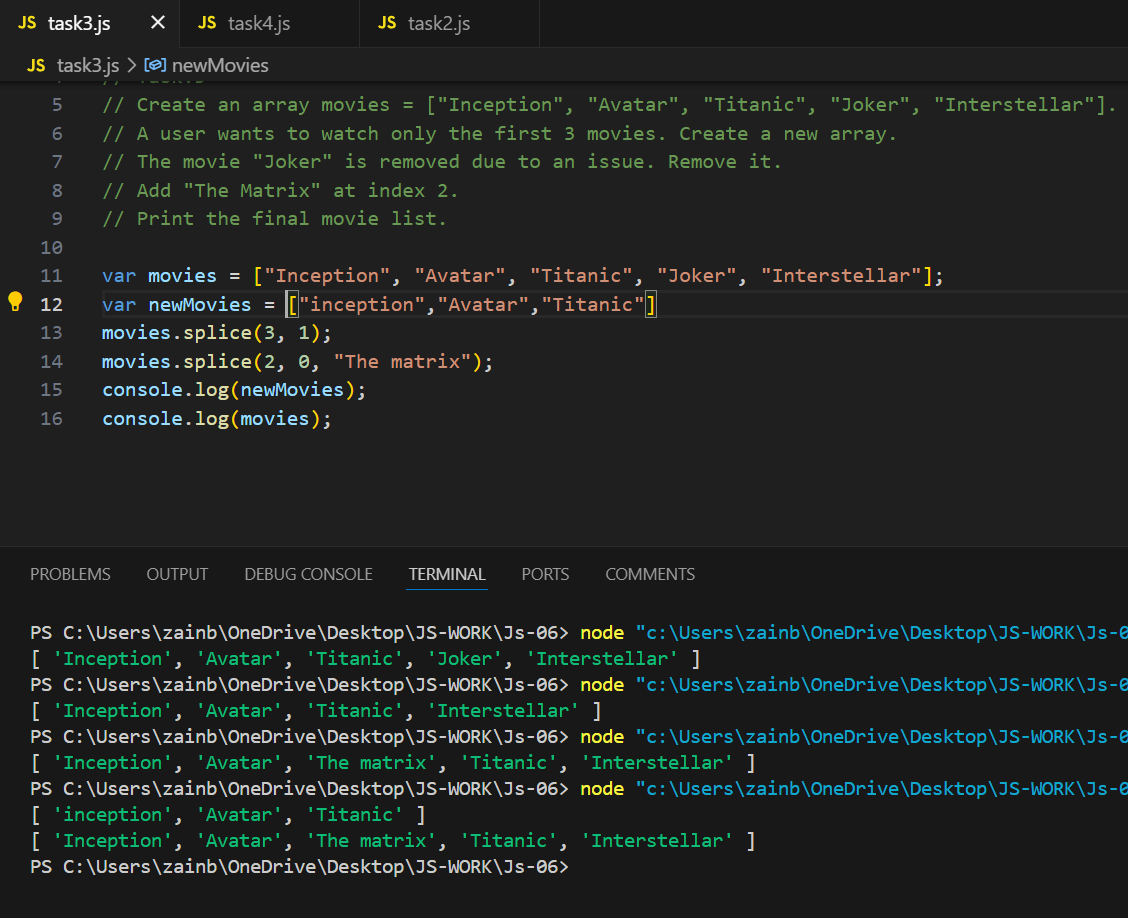 JS task3.js × JS task4.js JS task2.js
JS task3.js > newMovies
5 // Create an array movies = ["Inception", "Avatar", "Titanic", "Joker", "Interstellar"].
6 // A user wants to watch only the first 3 movies. Create a new array.
7 // The movie "Joker" is removed due to an issue. Remove it.
8 // Add "The Matrix" at index 2.
9 // Print the final movie list.
10
11 var movies = ["Inception", "Avatar", "Titanic", "Joker", "Interstellar"];
12 var newMovies = ["inception","Avatar","Titanic"]
13 movies.splice(3, 1);
14 movies.splice(2, 0, "The matrix");
15 console.log(newMovies);
16 console.log(movies);
PROBLEMS OUTPUT DEBUG CONSOLE TERMINAL PORTS COMMENTS
PS C:\Users\zainb\OneDrive\Desktop\JS-WORK\Js-06> node "c:\Users\zainb\OneDrive\Desktop\JS-WORK\Js-0
[ 'Inception', 'Avatar', 'Titanic', 'Joker', 'Interstellar' ]
PS C:\Users\zainb\OneDrive\Desktop\JS-WORK\Js-06> node "c:\Users\zainb\OneDrive\Desktop\JS-WORK\Js-0
[ 'Inception', 'Avatar', 'Titanic', 'Interstellar' ]
PS C:\Users\zainb\OneDrive\Desktop\JS-WORK\Js-06> node "c:\Users\zainb\OneDrive\Desktop\JS-WORK\Js-0
[ 'Inception', 'Avatar', 'The matrix', 'Titanic', 'Interstellar' ]
PS C:\Users\zainb\OneDrive\Desktop\JS-WORK\Js-06> node "c:\Users\zainb\OneDrive\Desktop\JS-WORK\Js-0
[ 'inception', 'Avatar', 'Titanic' ]
[ 'Inception', 'Avatar', 'The matrix', 'Titanic', 'Interstellar' ]
PS C:\Users\zainb\OneDrive\Desktop\JS-WORK\Js-06>